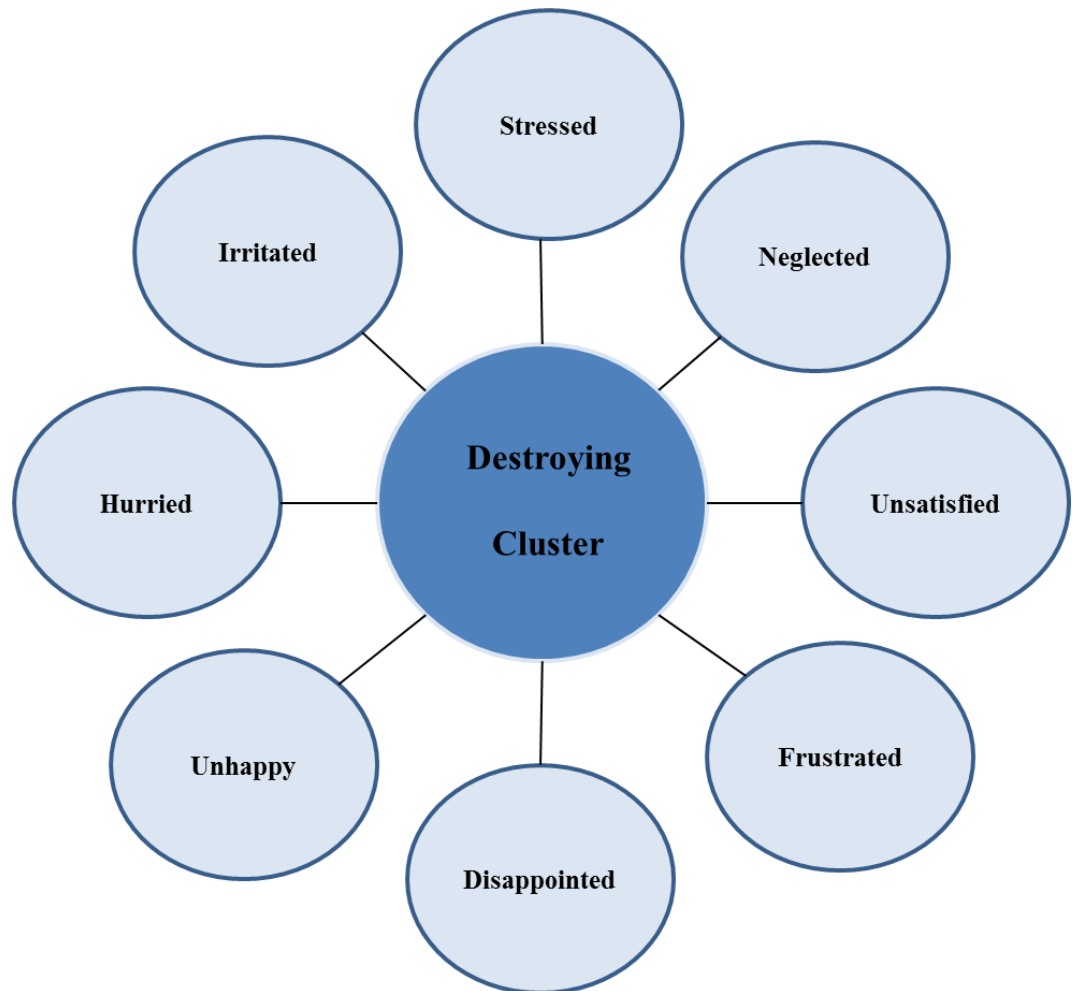 Stressed
Irritated
Neglected
Destroying
Cluster
Hurried
Unsatisfied
Unhappy
Frustrated
Disappointed